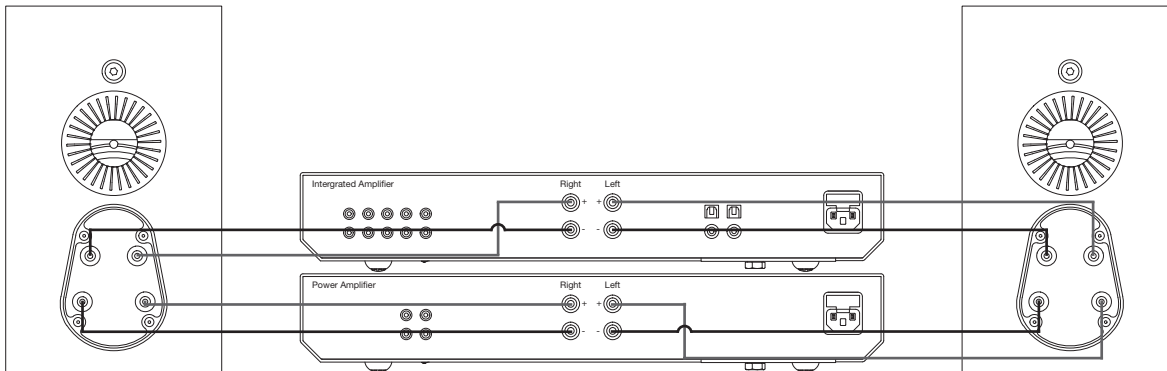 Intergrated Amplifier
Right Left
+ +
- -
Power Amplifier
Right Left
+ +
- -